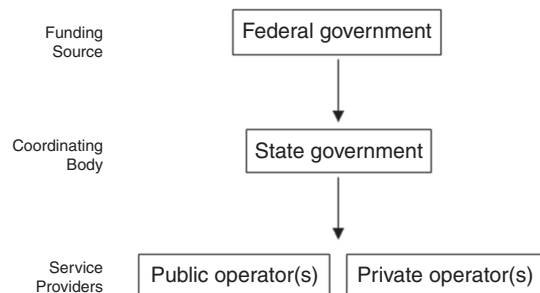 Funding
Source
Federal government
Coordinating
Body
State government
Service
Providers
Public operator(s)
Private operator(s)